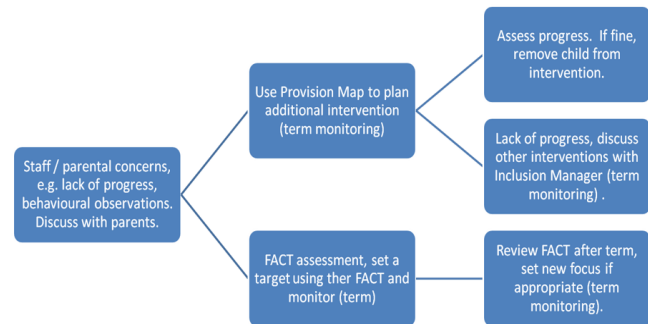 Staff / parental concerns,
e.g. lack of progress,
behavioural observations.
Discuss with parents.
Use Provision Map to plan
additional intervention
(term monitoring)
Assess progress.  If fine,
remove child from
intervention.
Lack of progress, discuss
other interventions with
Inclusion Manager (term
monitoring) .
FACT assessment, set a
target using ther FACT and
monitor (term)
Review FACT after term,
set new focus if
appropriate (term
monitoring).